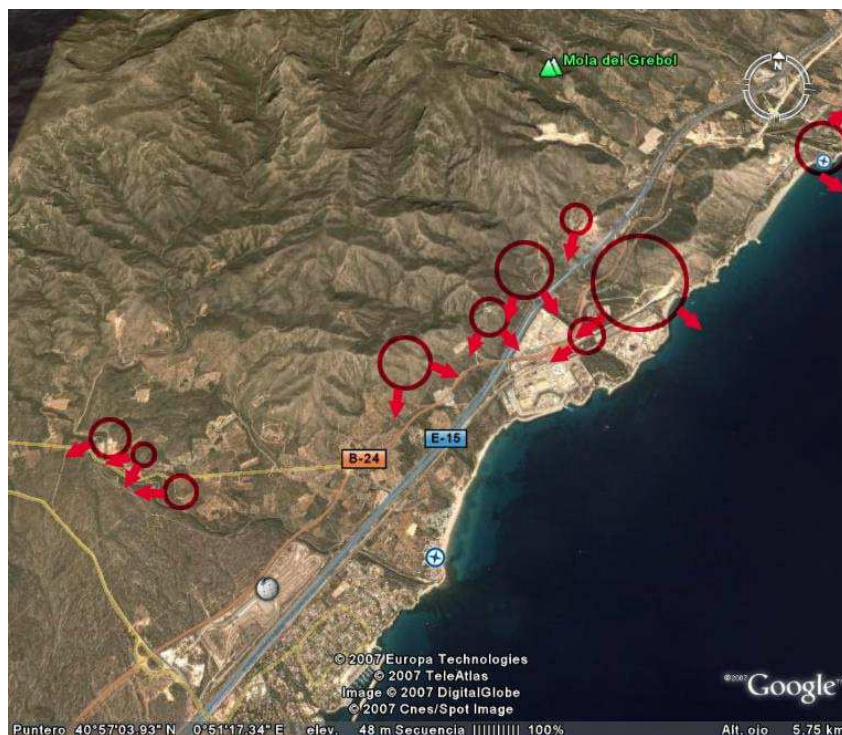 Mola del Grebol
N
E-15
B-24
© 2007 Europa Technologies
© 2007 TeleAtlas
Image © 2007 DigitalGlobe
© 2007 Cnes/Spot Image
©2007 Google™
Puntero 40°57'03.93" N 0°51'17.34" E elev. 48 m Secuencia |||||||||| 100% Alt. ojo 5.75 km